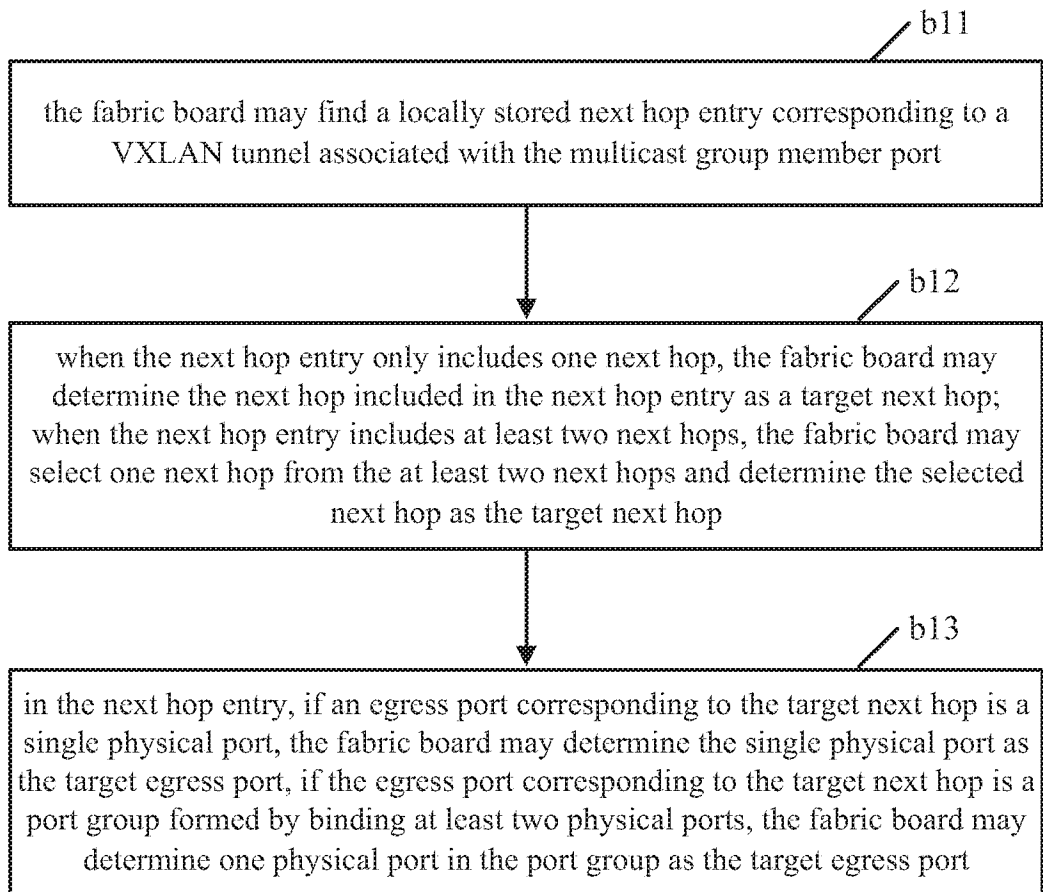 b11
the fabric board may find a locally stored next hop entry corresponding to a
VXLAN tunnel associated with the multicast group member port
b12
when the next hop entry only includes one next hop, the fabric board may
determine the next hop included in the next hop entry as a target next hop;
when the next hop entry includes at least two next hops, the fabric board may
select one next hop from the at least two next hops and determine the selected
next hop as the target next hop
b13
in the next hop entry, if an egress port corresponding to the target next hop is a
single physical port, the fabric board may determine the single physical port as
the target egress port, if the egress port corresponding to the target next hop is a
port group formed by binding at least two physical ports, the fabric board may
determine one physical port in the port group as the target egress port